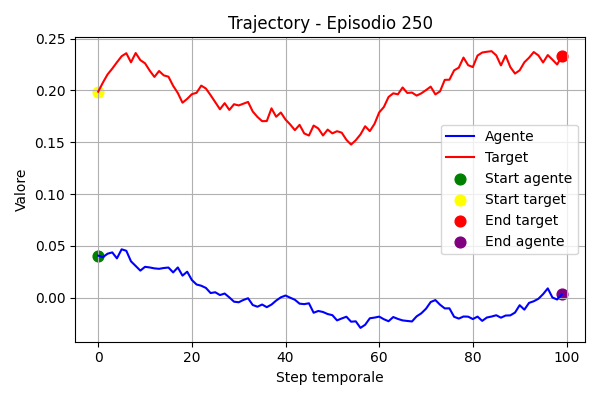 Trajectory - Episodio 250
Valore
0.25
0.20
0.15
0.10
0.05
0.00
Agente
Target
Start agente
Start target
End target
End agente
0 20 40 60 80 100
Step temporale